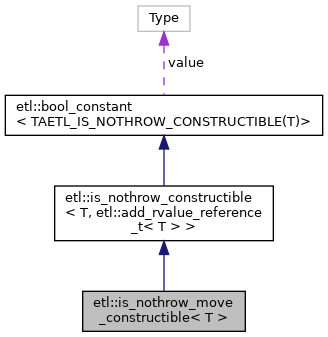 Type
value
etl::bool_constant
< TAETL_IS_NOTHROW_CONSTRUCTIBLE(T)>
etl::is_nothrow_constructible
< T, etl::add_rvalue_reference
_t< T > >
etl::is_nothrow_move
_constructible< T >